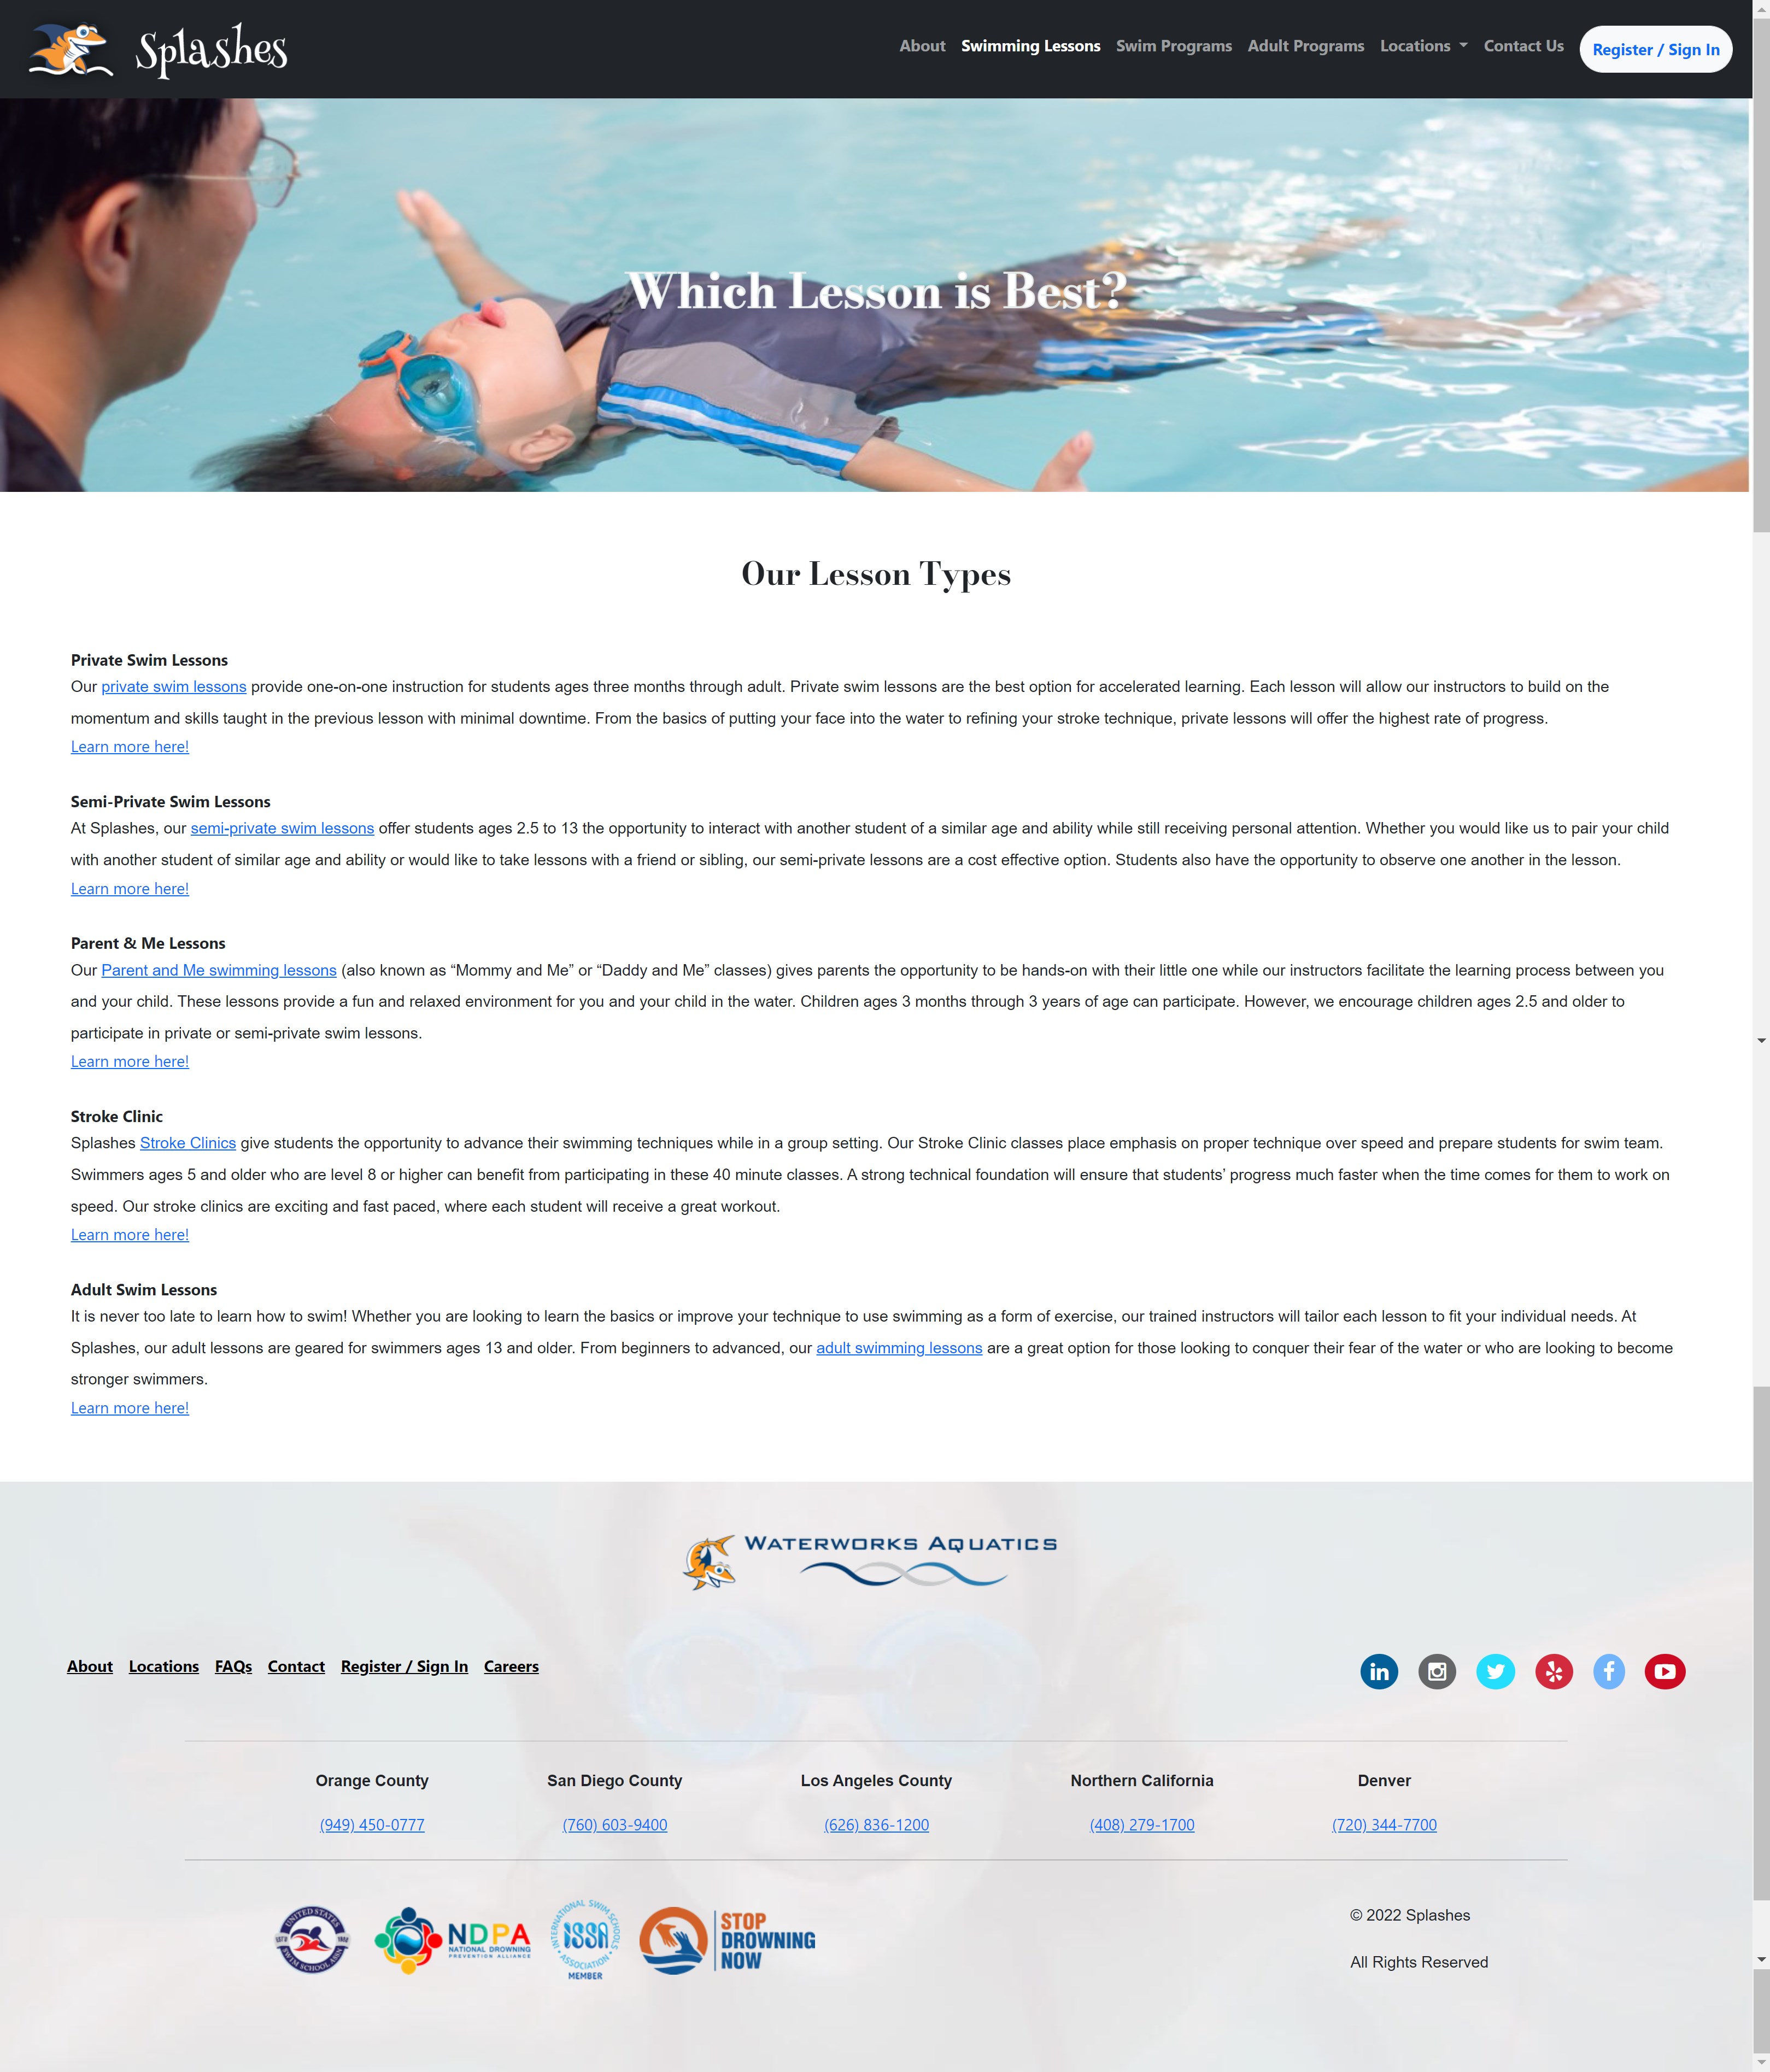 Splashes
About Swimming Lessons Swim Programs Adult Programs Locations Contact Us Register / Sign In
Which Lesson is Best?
Our Lesson Types
Private Swim Lessons
Our private swim lessons provide one-on-one instruction for students ages three months through adult. Private swim lessons are the best option for accelerated learning. Each lesson will allow our instructors to build on the
momentum and skills taught in the previous lesson with minimal downtime. From the basics of putting your face into the water to refining your stroke technique, private lessons will offer the highest rate of progress.
Learn more here!
Semi-Private Swim Lessons
At Splashes, our semi-private swim lessons offer students ages 2.5 to 13 the opportunity to interact with another student of a similar age and ability while still receiving personal attention. Whether you would like us to pair your child
with another student of similar age and ability or would like to take lessons with a friend or sibling, our semi-private lessons are a cost effective option. Students also have the opportunity to observe one another in the lesson.
Learn more here!
Parent & Me Lessons
Our Parent and Me swimming lessons (also known as “Mommy and Me” or “Daddy and Me” classes) gives parents the opportunity to be hands-on with their little one while our instructors facilitate the learning process between you
and your child. These lessons provide a fun and relaxed environment for you and your child in the water. Children ages 3 months through 3 years of age can participate. However, we encourage children ages 2.5 and older to
participate in private or semi-private swim lessons.
Learn more here!
Stroke Clinic
Splashes Stroke Clinics give students the opportunity to advance their swimming techniques while in a group setting. Our Stroke Clinic classes place emphasis on proper technique over speed and prepare students for swim team.
Swimmers ages 5 and older who are level 8 or higher can benefit from participating in these 40 minute classes. A strong technical foundation will ensure that students’ progress much faster when the time comes for them to work on
speed. Our stroke clinics are exciting and fast paced, where each student will receive a great workout.
Learn more here!
Adult Swim Lessons
It is never too late to learn how to swim! Whether you are looking to learn the basics or improve your technique to use swimming as a form of exercise, our trained instructors will tailor each lesson to fit your individual needs. At
Splashes, our adult lessons are geared for swimmers ages 13 and older. From beginners to advanced, our adult swimming lessons are a great option for those looking to conquer their fear of the water or who are looking to become
stronger swimmers.
Learn more here!
WATERWORKS AQUATICS
About Locations FAQs Contact Register / Sign In Careers
in
Orange County San Diego County Los Angeles County Northern California Denver
(949) 450-0777 (760) 603-9400 (626) 836-1200 (408) 279-1700 (720) 344-7700
UNITED STATES
SWIM SCHOOL ASSN
NDPA
NATIONAL DROWNING
PREVENTION ALLIANCE
INTERNATIONAL SWIM SCHOOLS
ISSA
ASSOCIATION
MEMBER
STOP
DROWNING
NOW
© 2022 Splashes
All Rights Reserved